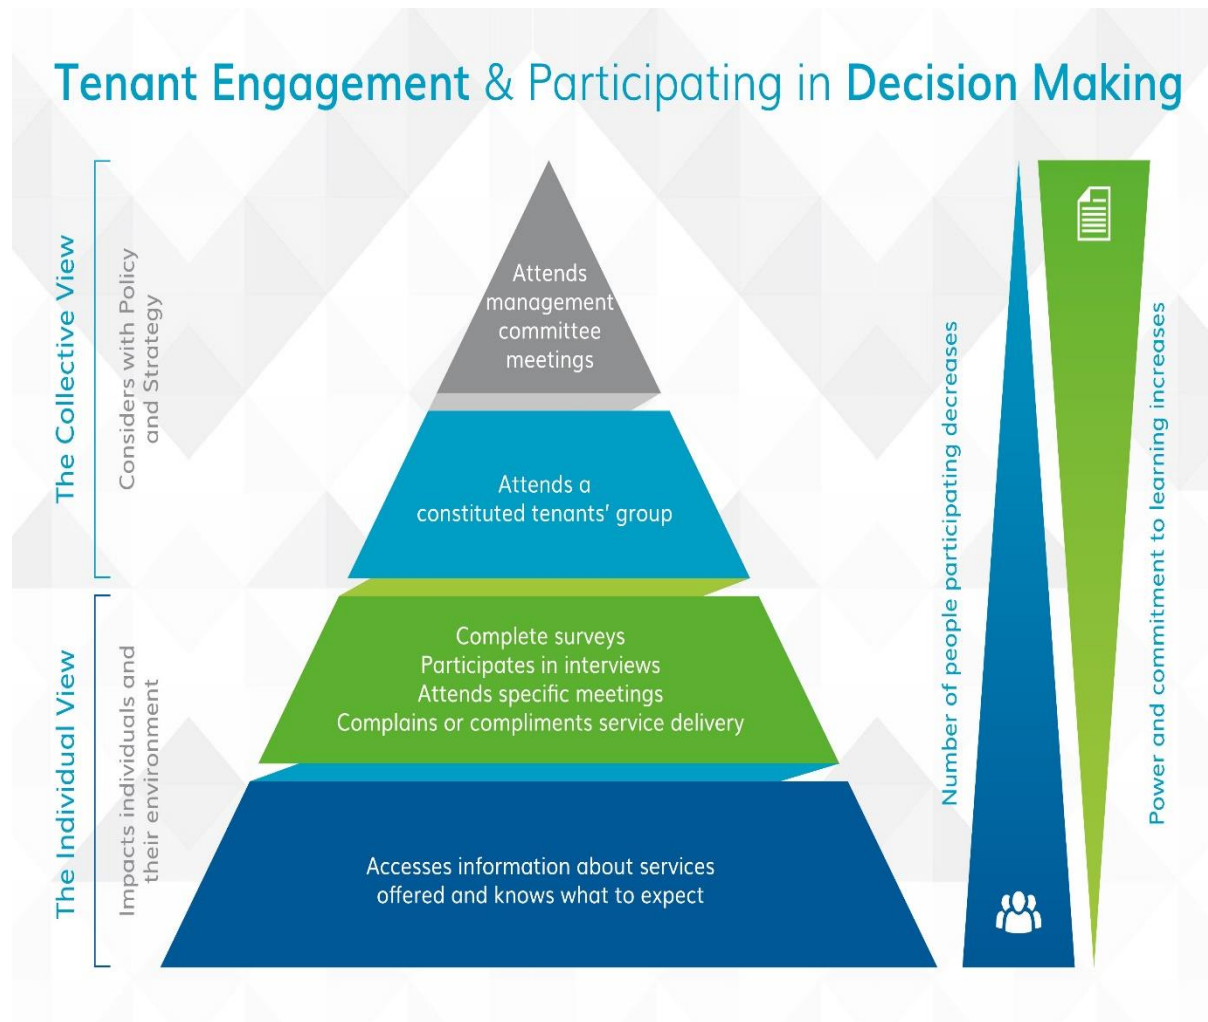 Tenant Engagement & Participating in Decision Making
The Collective View
Considers with Policy
and Strategy
Attends
management
committee
meetings
Attends a
constituted tenants’ group
The Individual View
Impacts individuals and
their environment
Complete surveys
Participates in interviews
Attends specific meetings
Complains or compliments service delivery
Accesses information about services
offered and knows what to expect
Number of people participating decreases
Power and commitment to learning increases